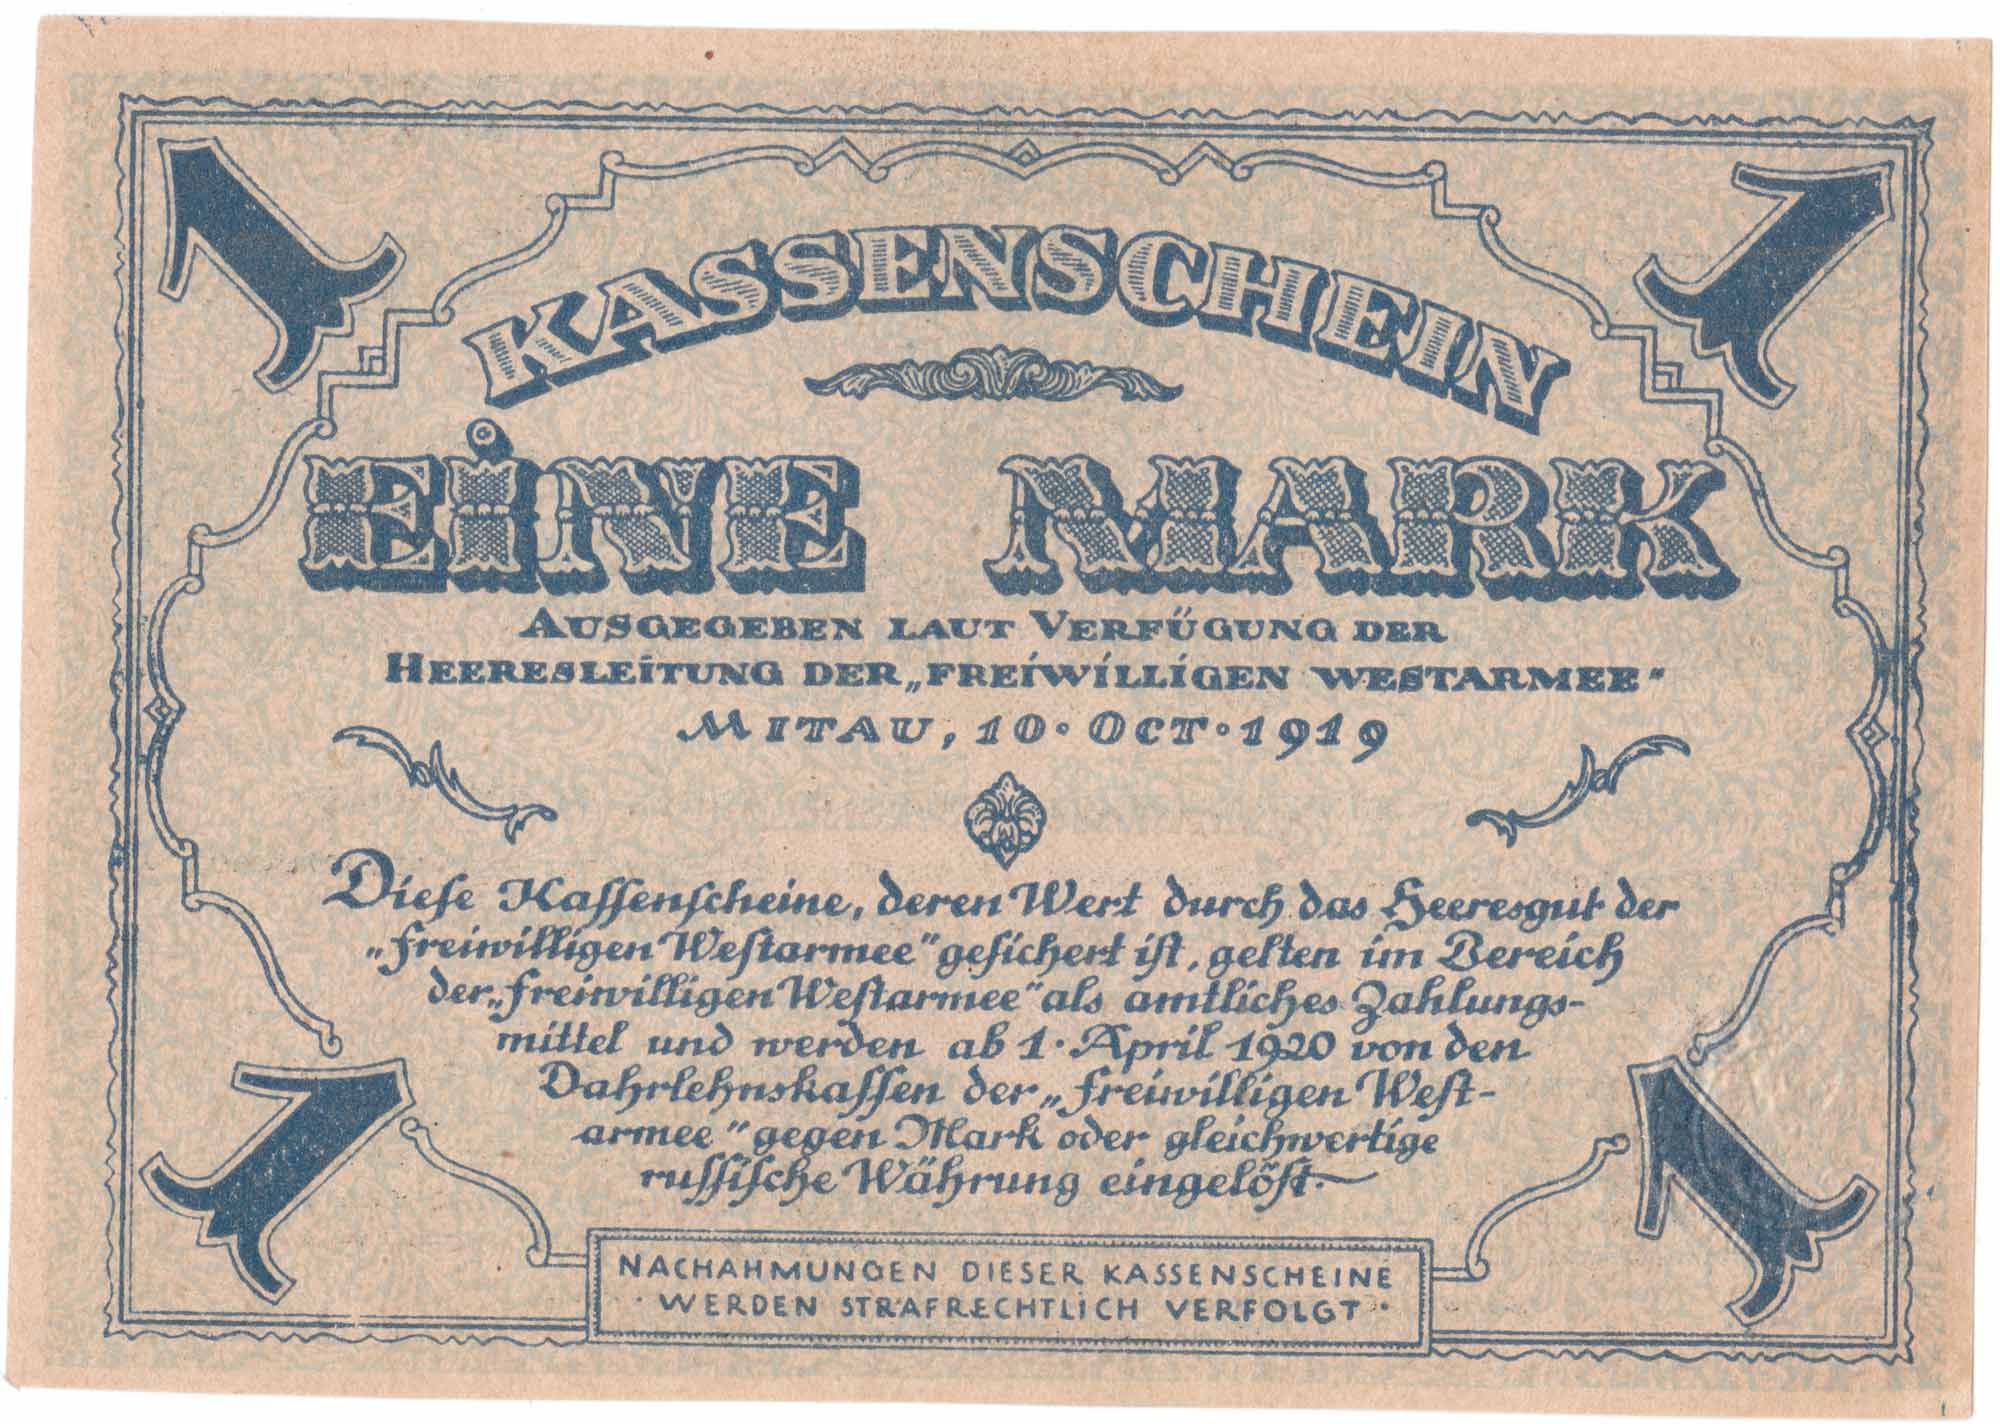 1
1
KASSENSCHEIN
EINE MARK
AUSGEGEBEN LAUT VERFÜGUNG DER
HEERESLEITUNG DER „FREIWILLIGEN WESTARMEE“
MITAU, 10. OCT. 1919
Dieſe Kaſſenſcheine, deren Wert durch das Heeresgut der
„Freiwilligen Weſtarmee“ geſichert iſt, gelten im Bereich
der „Freiwilligen Weſtarmee“ als amtliches Zahlungs-
mittel und werden ab 1. April 1920 von den
Dahrlehnskaſſen der „Freiwilligen Weſt-
armee“ gegen Mark oder gleichwertige
ruſſiſche Währung eingelöſt.
1
1
NACHAHMUNGEN DIESER KASSENSCHEINE
· WERDEN STRAFRECHTLICH VERFOLGT ·